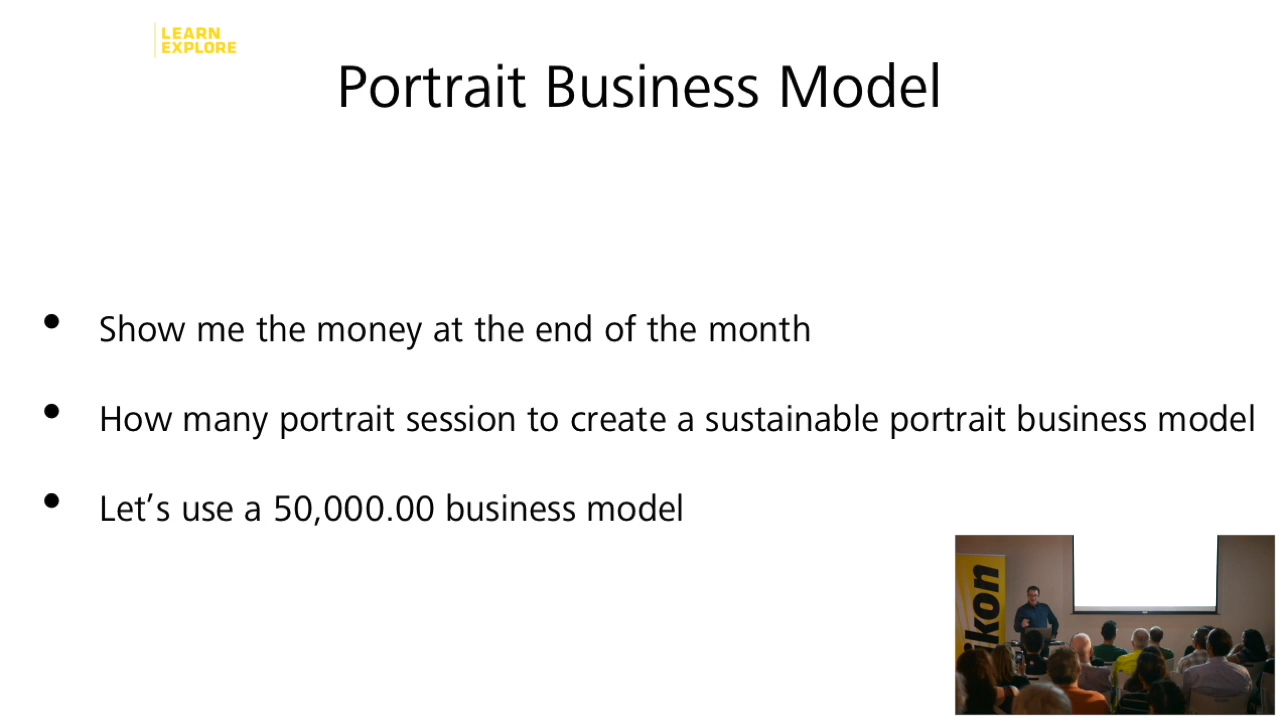 LEARN
EXPLORE
Portrait Business Model
• Show me the money at the end of the month
• How many portrait session to create a sustainable portrait business model
• Let’s use a 50,000.00 business model
ikon